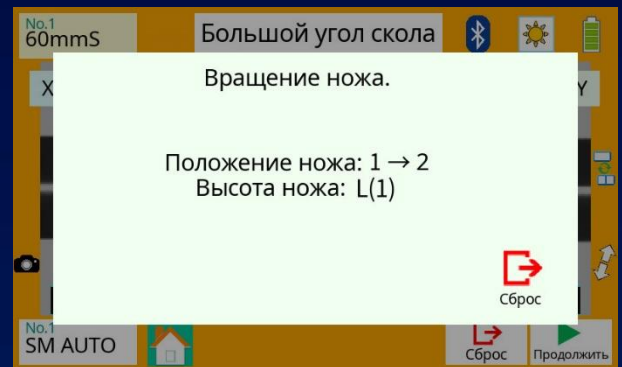 No.1
60mmS
Большой угол скола
X
Y
Вращение ножа.
Положение ножа: 1 → 2
Высота ножа: L(1)
Сброс
No.1
SM AUTO
Сброс
Продолжить